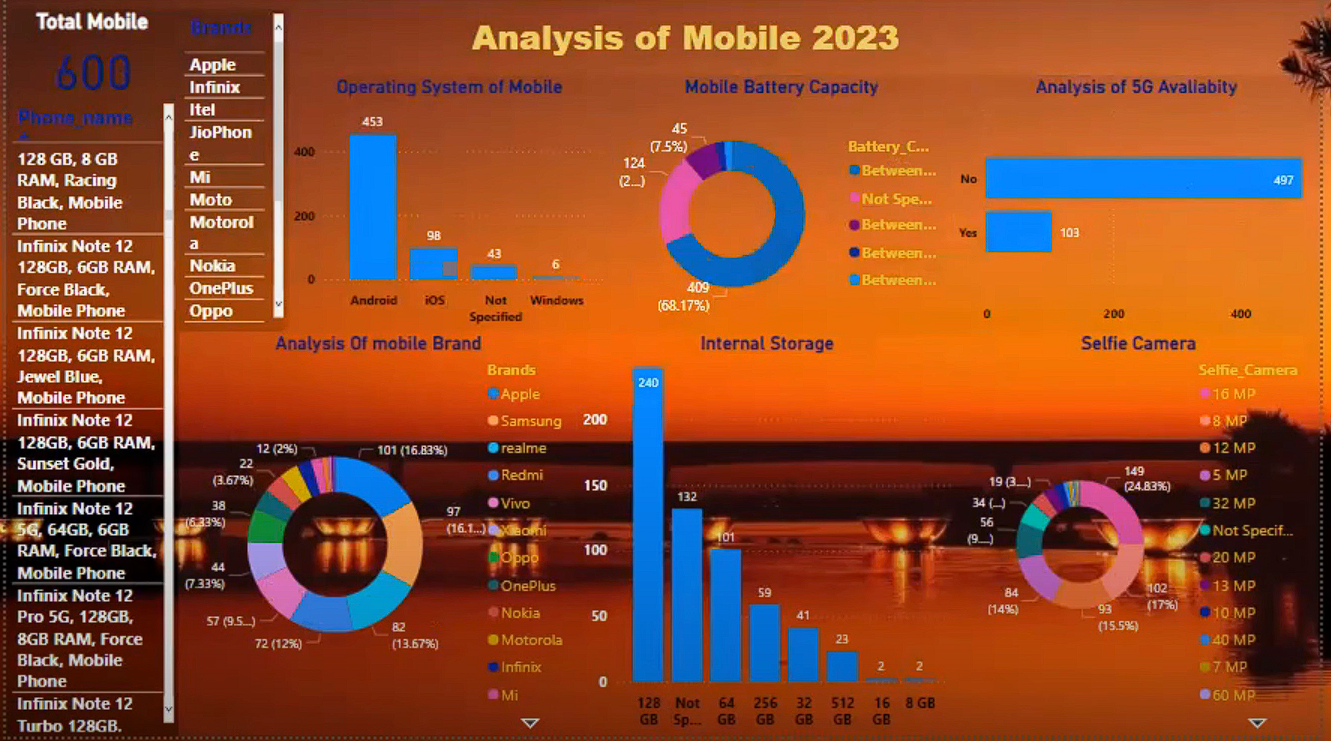 Total Mobile
600
Phone_name
128 GB, 8 GB
RAM, Racing
Black, Mobile
Phone
Infinix Note 12
128GB, 6GB RAM,
Force Black,
Mobile Phone
Infinix Note 12
128GB, 6GB RAM,
Jewel Blue,
Mobile Phone
Infinix Note 12
128GB, 6GB RAM,
Sunset Gold,
Mobile Phone
Infinix Note 12
5G, 64GB, 6GB
RAM, Force Black,
Mobile Phone
Infinix Note 12
Pro 5G, 128GB,
8GB RAM, Force
Black, Mobile
Phone
Infinix Note 12
Turbo 128GB.
Brands
Apple
Infinix
Itel
JioPhon
e
Mi
Moto
Motorol
a
Nokia
OnePlus
Oppo
Analysis of Mobile 2023
Operating System of Mobile
400
200
0
453
98
43
6
Android
iOS
Not
Specified
Windows
Mobile Battery Capacity
45
(7.5%)
124
(2...)
409
(68.17%)
Battery_C...
Between...
Not Spe...
Between...
Between...
Between...
Analysis of 5G Avaliabity
No
497
Yes
103
0
200
400
Analysis Of mobile Brand
12 (2%)
101 (16.83%)
22
(3.67%)
38
(6.33%)
97
(16.1...)
44
(7.33%)
57 (9.5...)
72 (12%)
82
(13.67%)
Brands
Apple
Samsung
realme
Redmi
Vivo
Xiaomi
Oppo
OnePlus
Nokia
Motorola
Infinix
Mi
Internal Storage
200
150
100
50
0
240
132
101
59
41
23
2
2
128
GB
Not
Sp...
64
GB
256
GB
32
GB
512
GB
16
GB
8 GB
Selfie Camera
19 (3...)
149
(24.83%)
34 (...)
56
(9....)
84
(14%)
102
(17%)
93
(15.5%)
Selfie_Camera
16 MP
8 MP
12 MP
5 MP
32 MP
Not Specif...
20 MP
13 MP
10 MP
40 MP
7 MP
60 MP